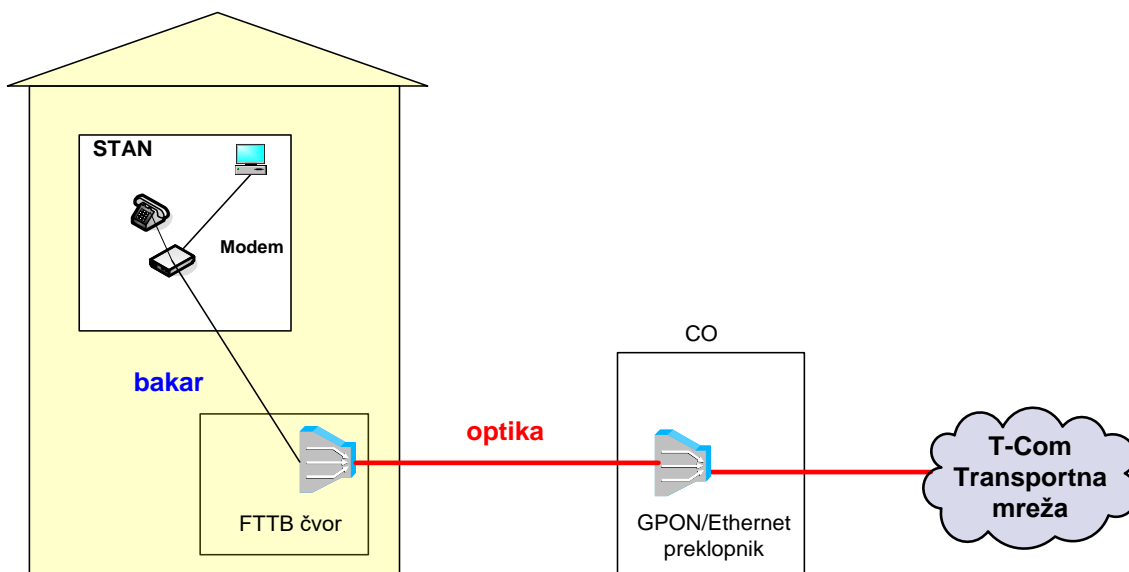 STAN
Modem
bakar
FTTB čvor
optika
CO
GPON/Ethernet
preklopnik
T-Com
Transportna
mreža